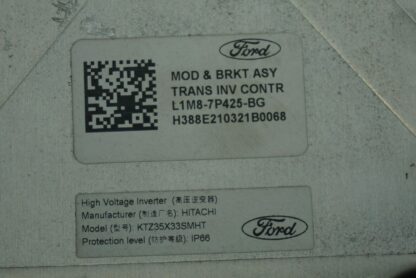 Ford
MOD & BRKT ASY
TRANS INV CONTR
L1M8-7P425-BG
H388E210321B0068
High Voltage Inverter (高压逆变器)
Manufacturer (制造厂名): HITACHI
Model (型号): KTZ35X33SMHT
Protection level (防护等级): IP66
Ford